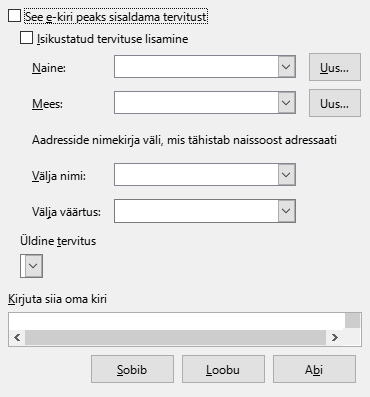 See e-kiri peaks sisaldama tervitust
Isikustatud tervituse lisamine
Naine:
Uus...
Mees:
Uus...
Aadresside nimekirja väli, mis tähistab naissoost adressaati
Välja nimi:
Välja väärtus:
Üldine tervitus
Kirjuta siia oma kiri
Sobib
Loobu
Abi